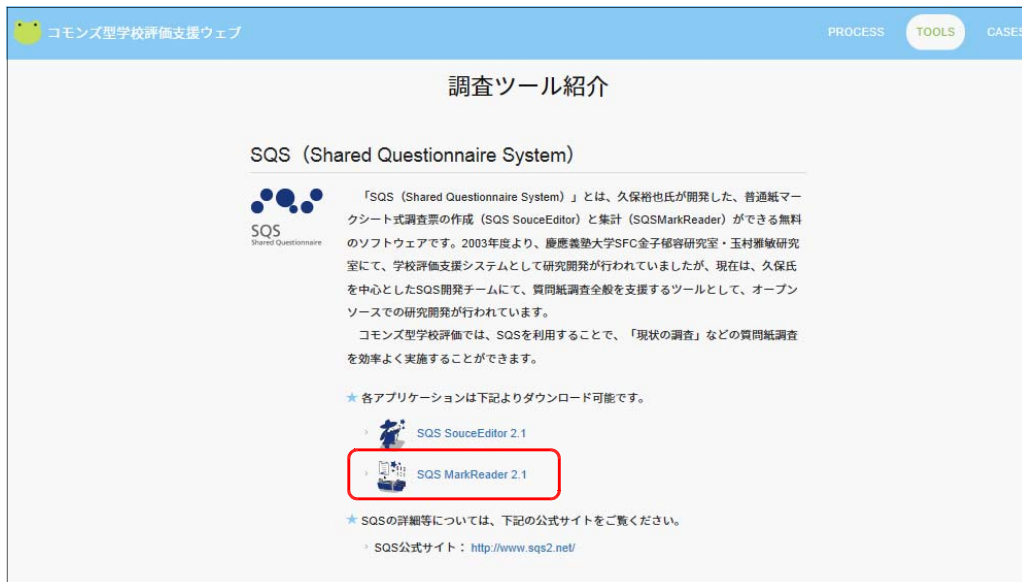 コモンズ型学校評価支援ウェブ
PROCESS TOOLS CASES
調査ツール紹介
SQS（Shared Questionnaire System）
SQS
Shared Questionnaire
「SQS（Shared Questionnaire System）」とは、久保裕也氏が開発した、普通紙マー
クシート式調査票の作成（SQS SouceEditor）と集計（SQSMarkReader）ができる無料
のソフトウェアです。2003年度より、慶應義塾大学SFC金子郁容研究室・玉村雅敏研究
室にて、学校評価支援システムとして研究開発が行われていましたが、現在は、久保氏
を中心としたSQS開発チームにて、質問紙調査全般を支援するツールとして、オープン
ソースでの研究開発が行われています。
コモンズ型学校評価では、SQSを利用することで、「現状の調査」などの質問紙調査
を効率よく実施することができます。
★ 各アプリケーションは下記よりダウンロード可能です。
SQS SouceEditor 2.1
SQS MarkReader 2.1
★ SQSの詳細等については、下記の公式サイトをご覧ください。
SQS公式サイト： http://www.sqs2.net/